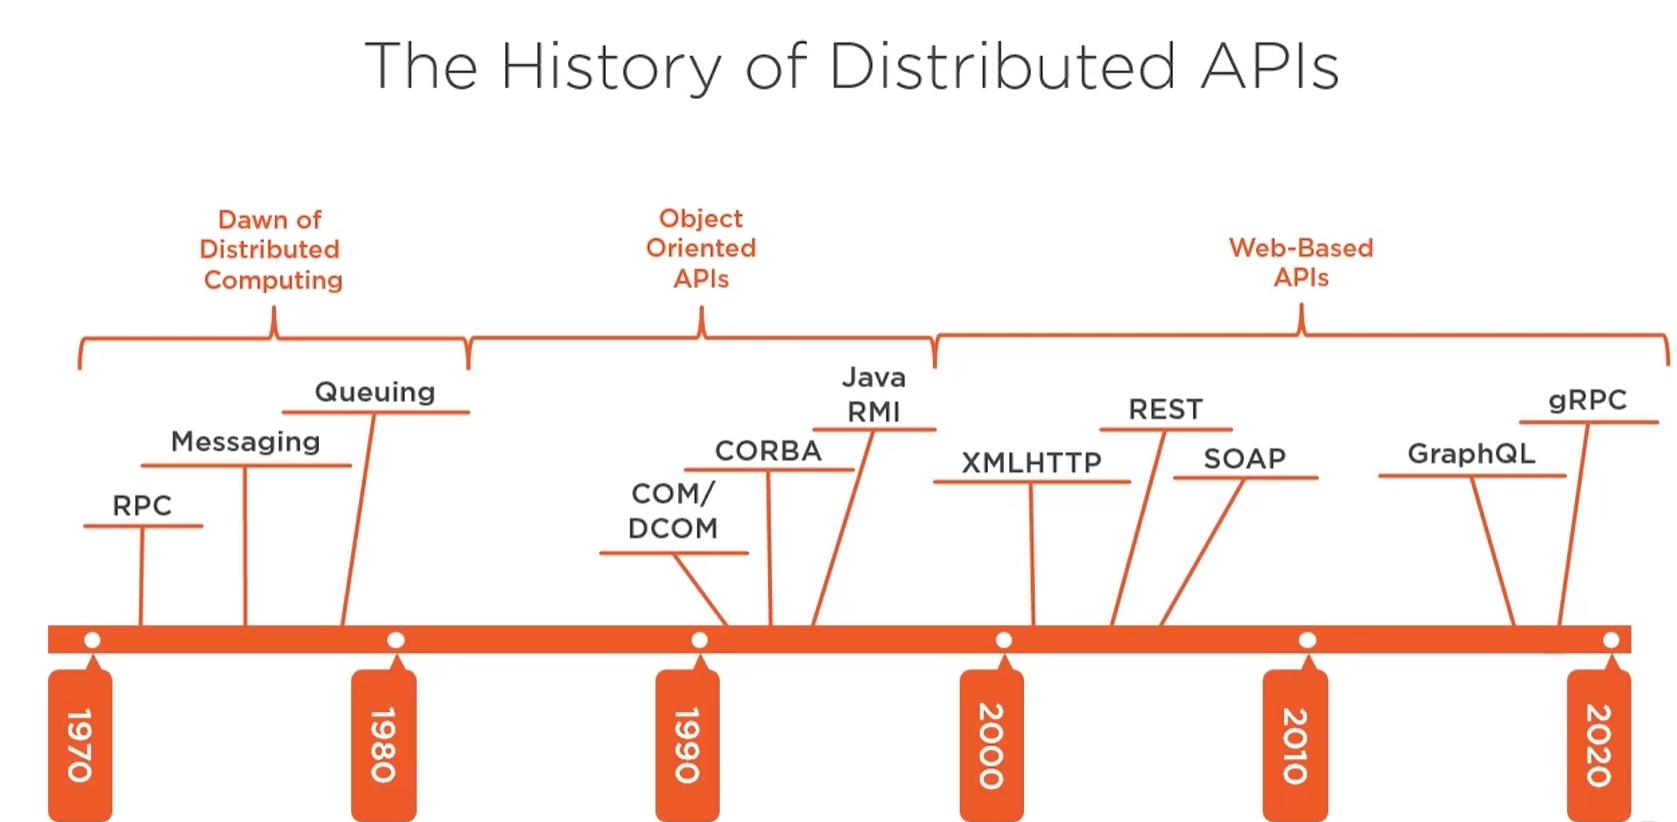 The History of Distributed APIs
Dawn of
Distributed
Computing
Object
Oriented
APIs
Web-Based
APIs
Queuing
Messaging
RPC
Java
RMI
CORBA
COM/
DCOM
XMLHTTP
REST
SOAP
GraphQL
gRPC
1970
1980
1990
2000
2010
2020